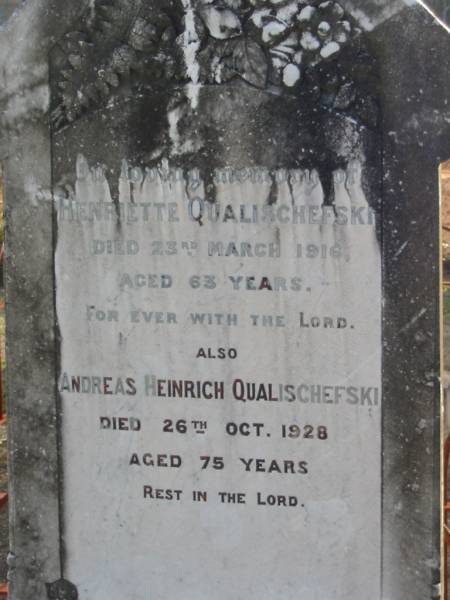 In loving memory of
HENRIETTE QUALISCHEFSKI
DIED 23RD MARCH 1916,
AGED 63 YEARS.
FOR EVER WITH THE LORD.
ALSO
ANDREAS HEINRICH QUALISCHEFSKI
DIED 26TH OCT. 1928
AGED 75 YEARS
REST IN THE LORD.